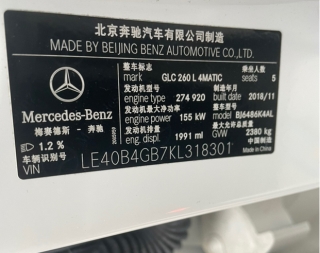 北京奔驰汽车有限公司制造
MADE BY BEIJING BENZ AUTOMOTIVE CO.,LTD.
整车标志 乘坐人数
mark GLC 260 L 4MATIC seats 5
发动机型号 制造年月
engine type 274 920 build date 2018/11
发动机最大净功率 整车型号
engine max.net power 155 kW model BJ6486K4AL
发动机排量 最大允许总质量
engi. displ. 1991 ml GVW 2380 kg
中国制造
Mercedes-Benz
梅赛德斯 - 奔驰
1.2 %
车辆识别号
VIN LE40B4GB7KL318301